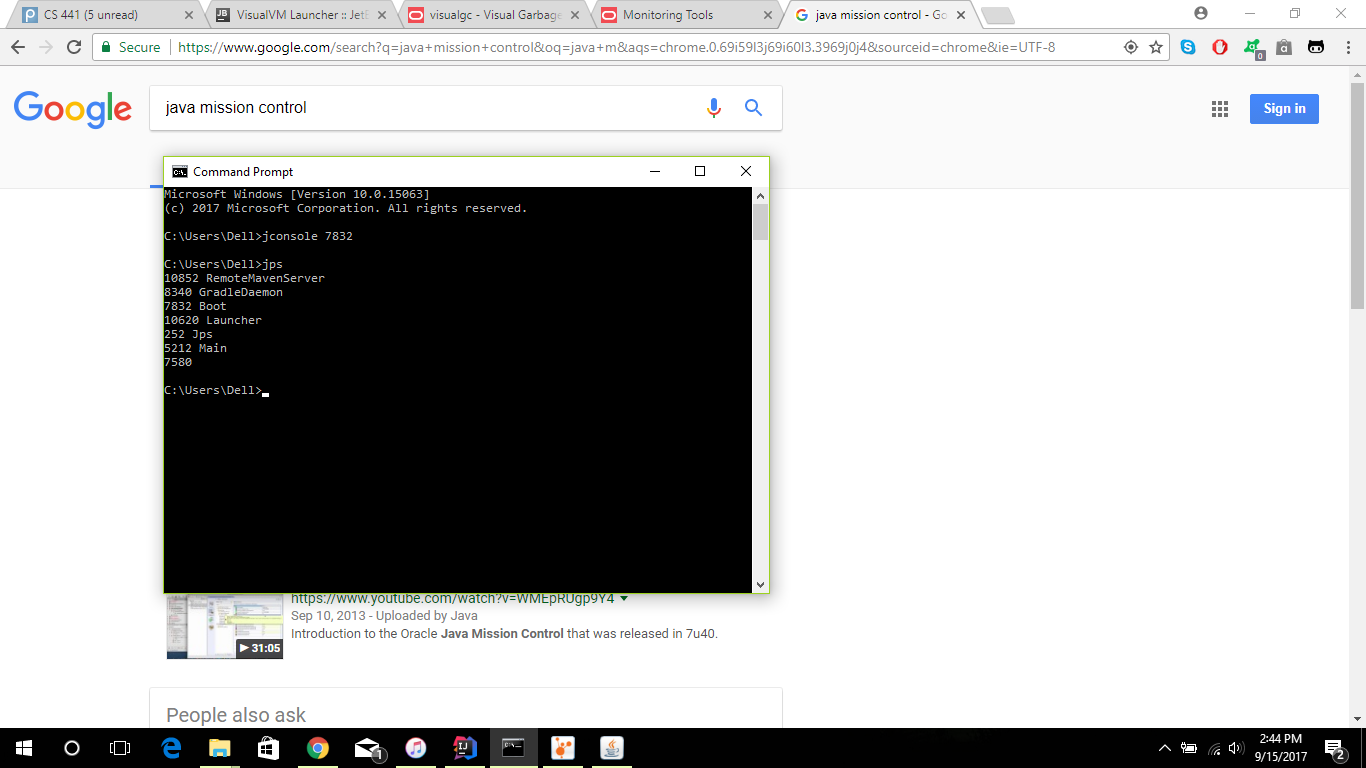 CS 441 (5 unread)
VisualVM Launcher :: JetB
visualgc - Visual Garbage
Monitoring Tools
java mission control - Go
Secure
https://www.google.com/search?q=java+mission+control&oq=java+m&aqs=chrome.0.69i59l3j69i60l3.3969j0j4&sourceid=chrome&ie=UTF-8
0
Google
java mission control
Sign in
Command Prompt
Microsoft Windows [Version 10.0.15063]
(c) 2017 Microsoft Corporation. All rights reserved.
C:\Users\Dell>jconsole 7832
C:\Users\Dell>jps
10852 RemoteMavenServer
8340 GradleDaemon
7832 Boot
10620 Launcher
252 Jps
5212 Main
7580
C:\Users\Dell>
https://www.youtube.com/watch?v=WMEpRUgp9Y4
Sep 10, 2013 - Uploaded by Java
31:05
Introduction to the Oracle Java Mission Control that was released in 7u40.
People also ask
1
2:44 PM
9/15/2017
2